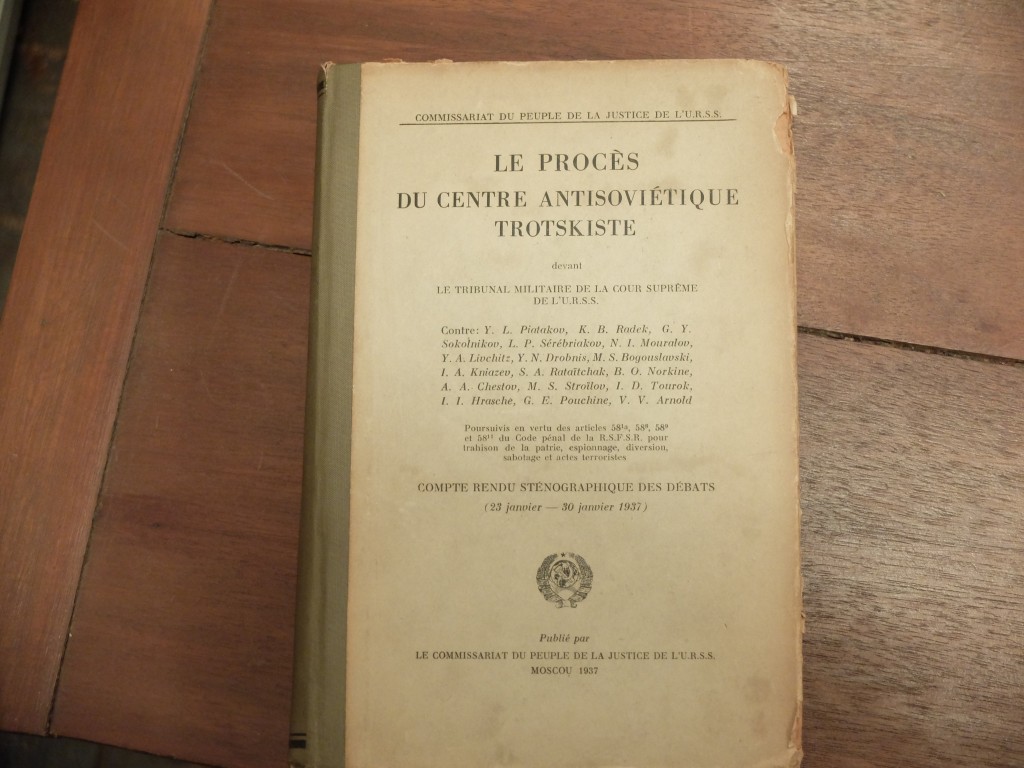 COMMISSARIAT DU PEUPLE DE LA JUSTICE DE L'U.R.S.S.
LE PROCÈS
DU CENTRE ANTISOVIÉTIQUE
TROTSKISTE
devant
LE TRIBUNAL MILITAIRE DE LA COUR SUPRÊME
DE L'U.R.S.S.
Contre: Y. L. Piatakov, K. B. Radek, G. Y.
Sokolnikov, L. P. Sérébriakov, N. I. Mouralov,
Y. A. Livchitz, Y. N. Drobnis, M. S. Bogouslavski,
I. A. Kniazev, S. A. Rataïtchak, B. O. Norkine,
A. A. Chestov, M. S. Stroïlov, I. D. Tourok,
I. I. Hrasche, G. E. Pouchine, V. V. Arnold
Poursuivis en vertu des articles 58¹ᵃ, 58⁸, 58⁹
et 58¹¹ du Code pénal de la R.S.F.S.R. pour
trahison de la patrie, espionnage, diversion,
sabotage et actes terroristes
COMPTE RENDU STÉNOGRAPHIQUE DES DÉBATS
(23 janvier — 30 janvier 1937)
Publié par
LE COMMISSARIAT DU PEUPLE DE LA JUSTICE DE L'U.R.S.S.
MOSCOU 1937